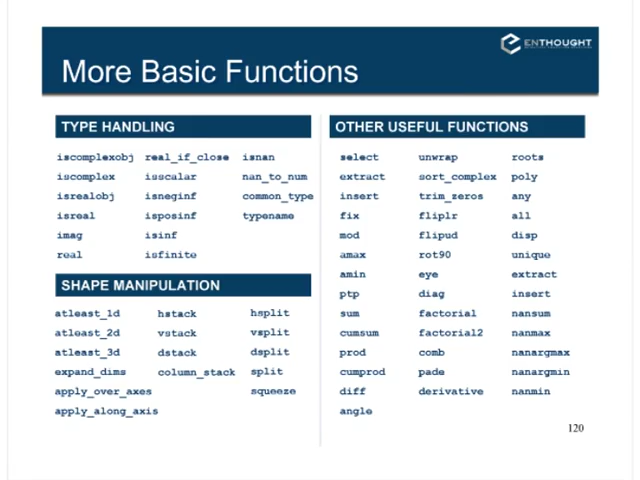 ENTHOUGHT
More Basic Functions
TYPE HANDLING
iscomplexobj real_if_close isnan
iscomplex isscalar nan_to_num
isrealobj isneginf common_type
isreal isposinf typename
imag isinf
real isfinite
SHAPE MANIPULATION
atleast_1d hstack hsplit
atleast_2d vstack vsplit
atleast_3d dstack dsplit
expand_dims column_stack split
apply_over_axes squeeze
apply_along_axis
OTHER USEFUL FUNCTIONS
select unwrap roots
extract sort_complex poly
insert trim_zeros any
fix fliplr all
mod flipud disp
amax rot90 unique
amin eye extract
ptp diag insert
sum factorial nansum
cumsum factorial2 nanmax
prod comb nanargmax
cumprod pade nanargmin
diff derivative nanmin
angle
120